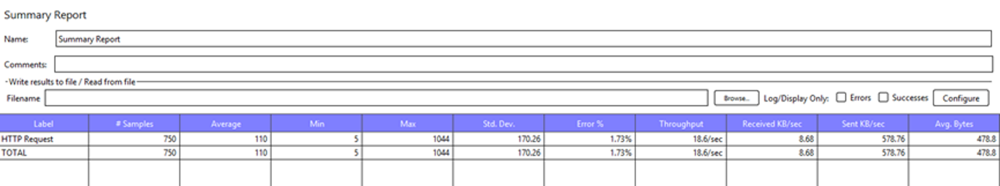 Summary Report
Name: Summary Report
Comments:
Write results to file / Read from file
Filename Browse... Log/Display Only: Errors Successes Configure
Label # Samples Average Min Max Std. Dev. Error % Throughput Received KB/sec Sent KB/sec Avg. Bytes
HTTP Request 750 110 5 1044 170.26 1.73% 18.6/sec 8.68 578.76 478.8
TOTAL 750 110 5 1044 170.26 1.73% 18.6/sec 8.68 578.76 478.8